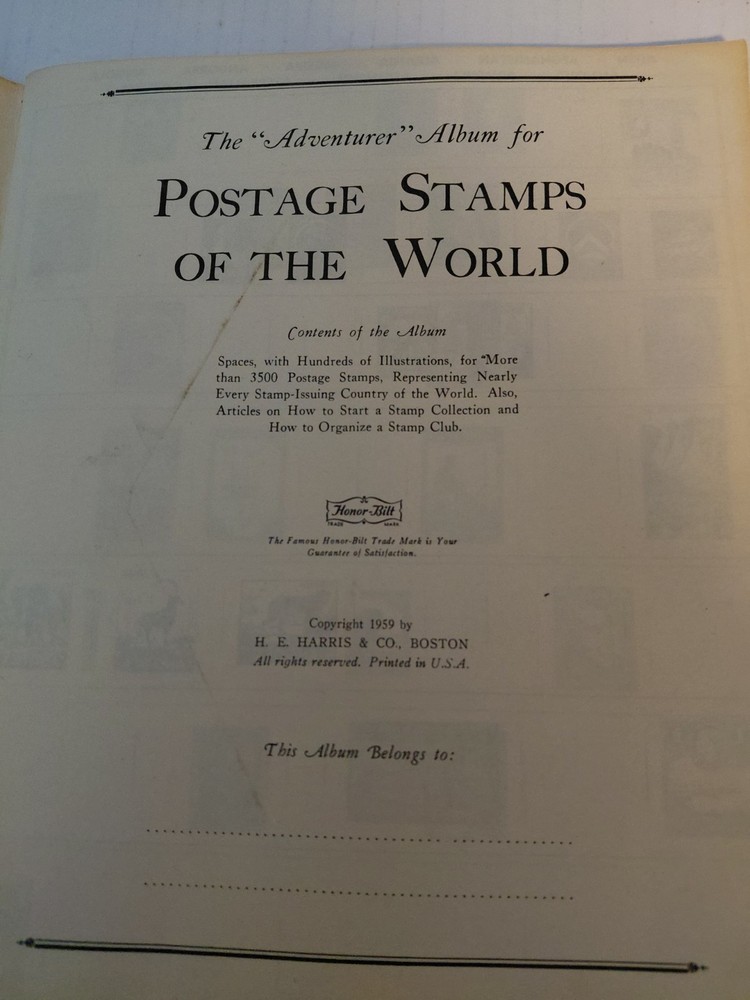 The "Adventurer" Album for
POSTAGE STAMPS
OF THE WORLD
Contents of the Album
Spaces, with Hundreds of Illustrations, for "More
than 3500 Postage Stamps, Representing Nearly
Every Stamp-Issuing Country of the World. Also,
Articles on How to Start a Stamp Collection and
How to Organize a Stamp Club.
Honor-Bilt
TRADE MARK
The Famous Honor-Bilt Trade Mark is Your
Guarantee of Satisfaction.
Copyright 1959 by
H. E. HARRIS & CO., BOSTON
All rights reserved. Printed in U.S.A.
This Album Belongs to: